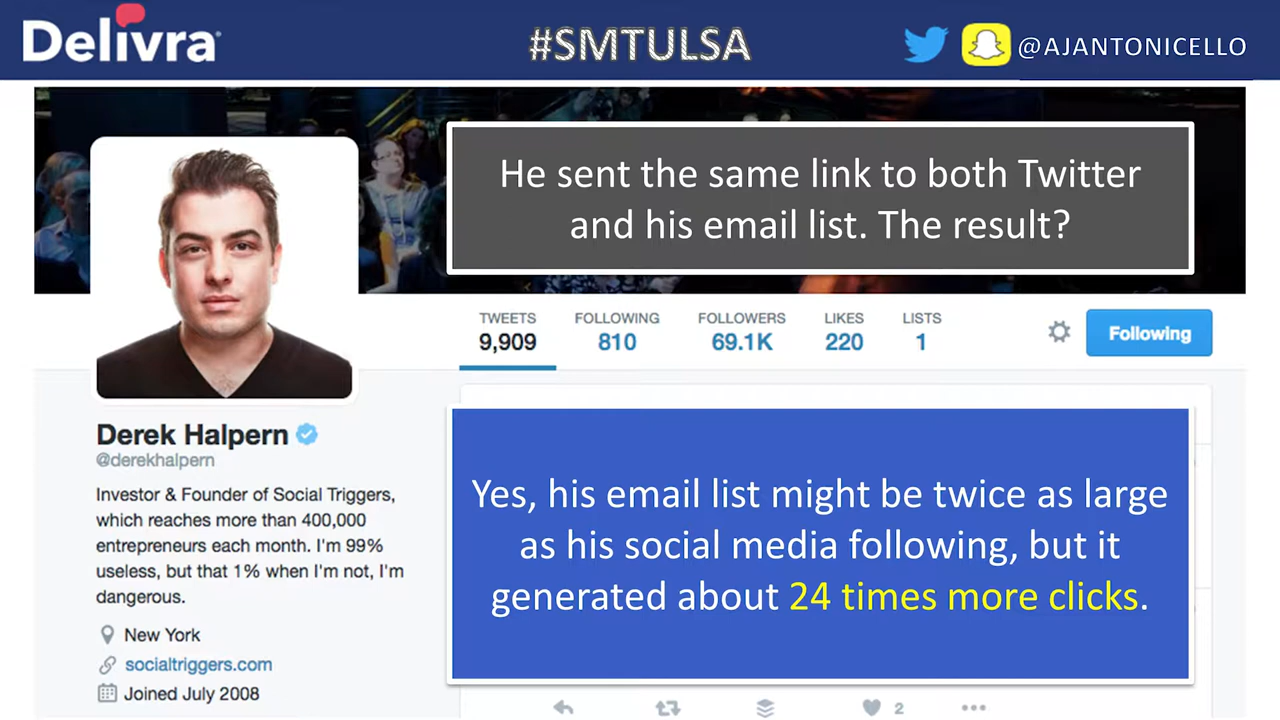 Delivra
#SMTULSA
@AJANTONICELLO
He sent the same link to both Twitter
and his email list. The result?
TWEETS FOLLOWING FOLLOWERS LIKES LISTS
9,909 810 69.1K 220 1
Following
Derek Halpern
@derekhalpern
Investor & Founder of Social Triggers,
which reaches more than 400,000
entrepreneurs each month. I'm 99%
useless, but that 1% when I'm not, I'm
dangerous.
New York
socialtriggers.com
Joined July 2008
Yes, his email list might be twice as large
as his social media following, but it
generated about 24 times more clicks.
2